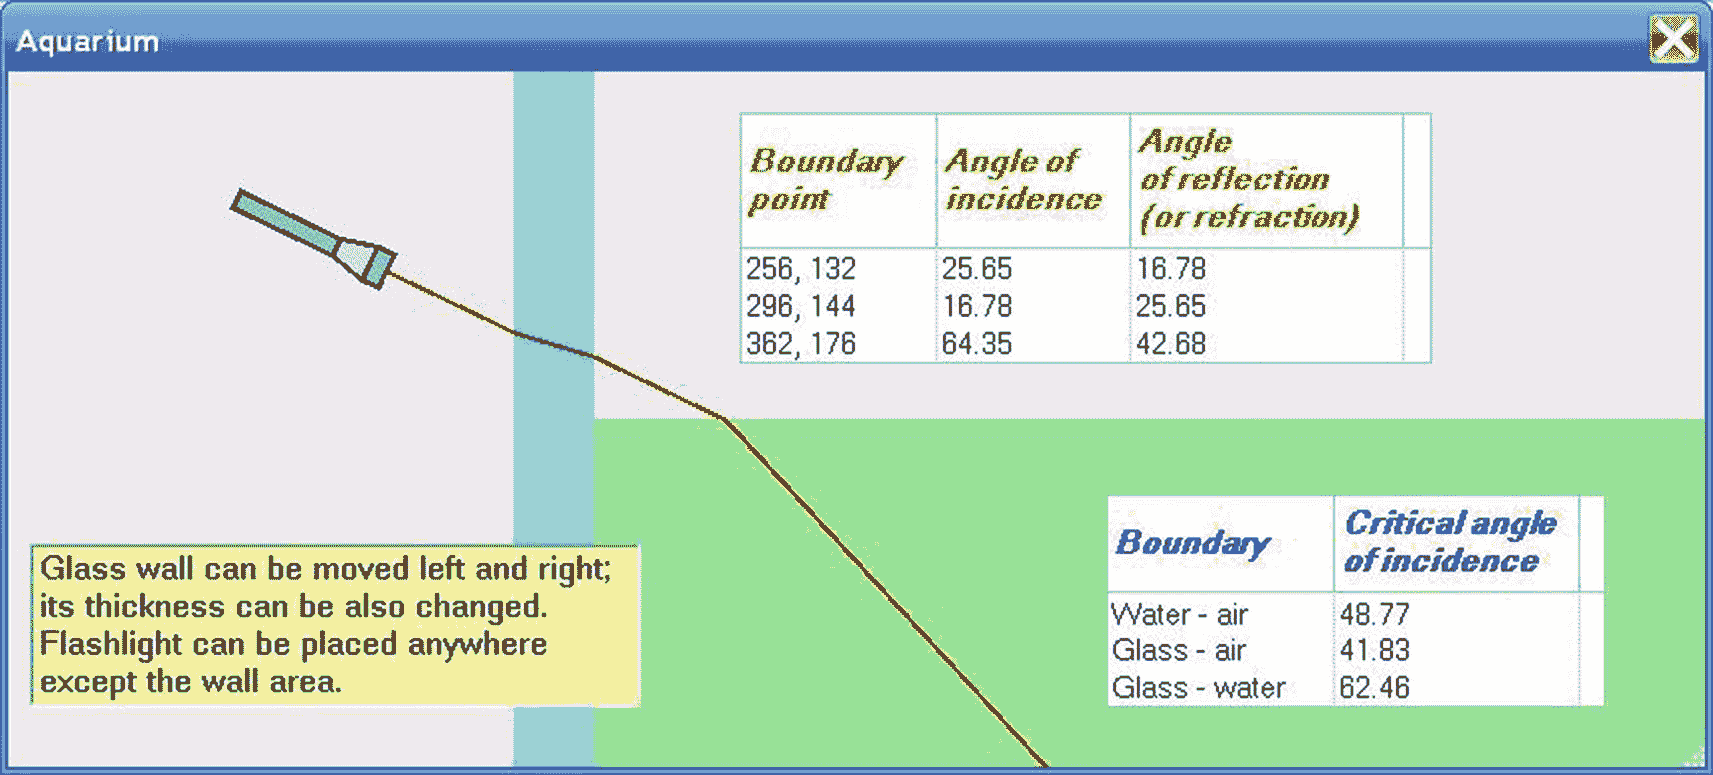 Aquarium
Boundary point
Angle of incidence
Angle of reflection (or refraction)
256, 132 25.65 16.78
296, 144 16.78 25.65
362, 176 64.35 42.68
Glass wall can be moved left and right;
its thickness can be also changed.
Flashlight can be placed anywhere
except the wall area.
Boundary
Critical angle of incidence
Water - air 48.77
Glass - air 41.83
Glass - water 62.46